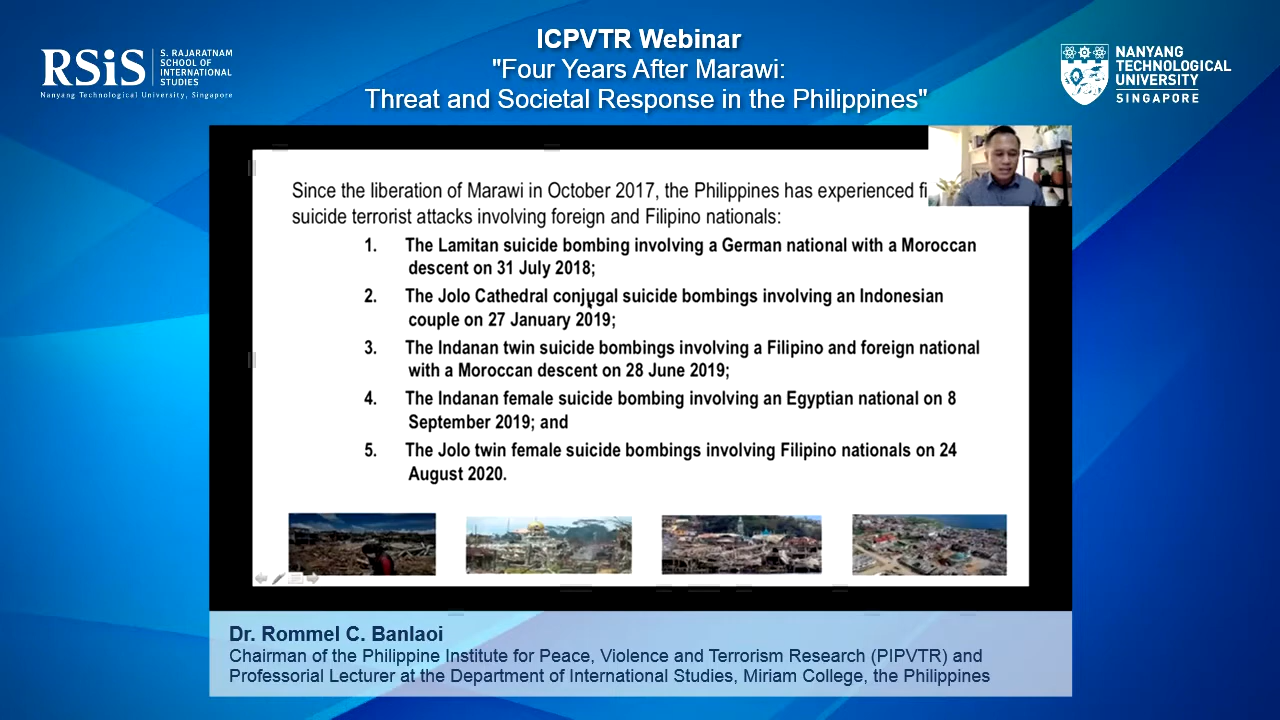 RSiS
S. RAJARATNAM
SCHOOL OF
INTERNATIONAL
STUDIES
Nanyang Technological University, Singapore
ICPVTR Webinar
"Four Years After Marawi:
Threat and Societal Response in the Philippines"
NANYANG
TECHNOLOGICAL
UNIVERSITY
SINGAPORE
Since the liberation of Marawi in October 2017, the Philippines has experienced
suicide terrorist attacks involving foreign and Filipino nationals:
1. The Lamitan suicide bombing involving a German national with a Moroccan
descent on 31 July 2018;
2. The Jolo Cathedral conjugal suicide bombings involving an Indonesian
couple on 27 January 2019;
3. The Indanan twin suicide bombings involving a Filipino and foreign national
with a Moroccan descent on 28 June 2019;
4. The Indanan female suicide bombing involving an Egyptian national on 8
September 2019; and
5. The Jolo twin female suicide bombings involving Filipino nationals on 24
August 2020.
Dr. Rommel C. Banlaoi
Chairman of the Philippine Institute for Peace, Violence and Terrorism Research (PIPVTR) and
Professorial Lecturer at the Department of International Studies, Miriam College, the Philippines